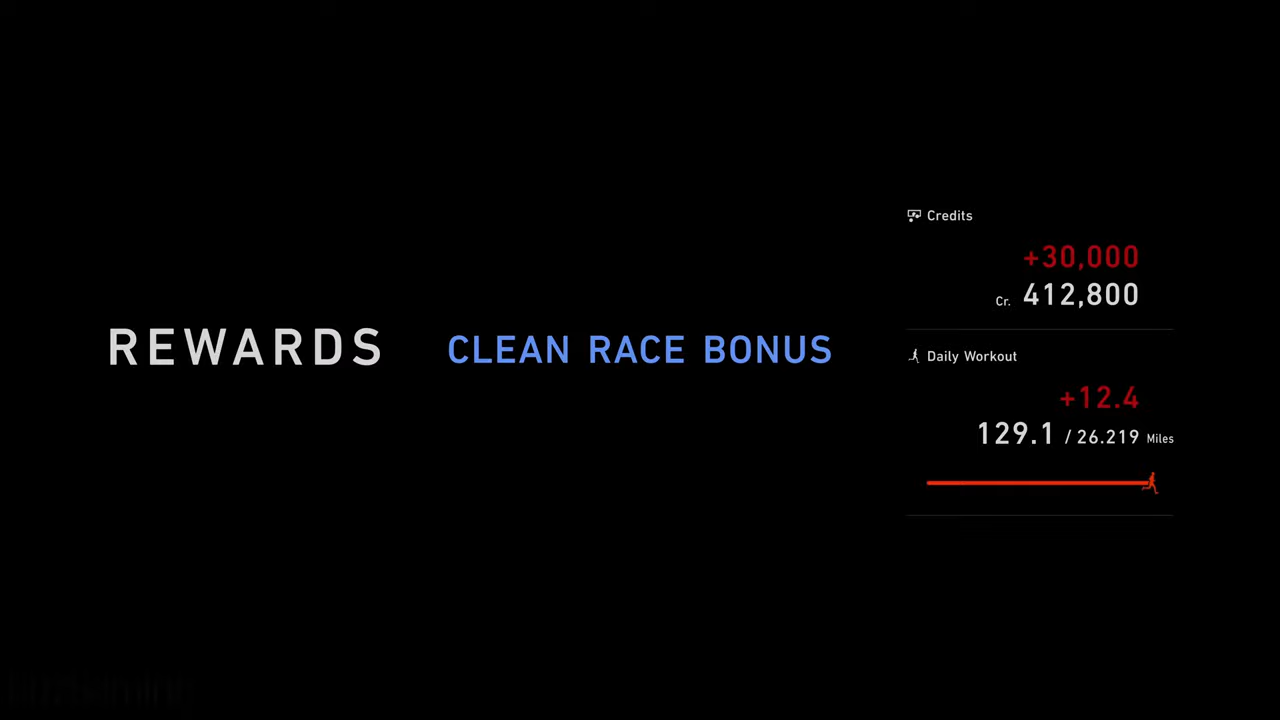 REWARDS
CLEAN RACE BONUS
Credits
+30,000
Cr. 412,800
Daily Workout
+12.4
129.1 / 26.219 Miles